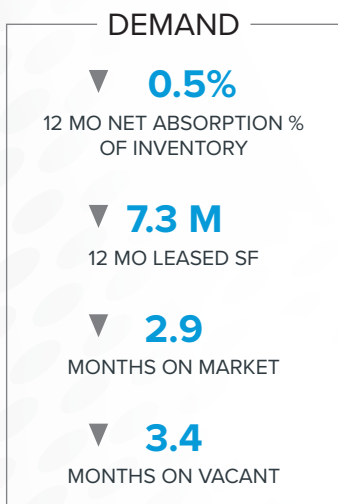 DEMAND
▼ 0.5%
12 MO NET ABSORPTION %
OF INVENTORY
▼ 7.3 M
12 MO LEASED SF
▼ 2.9
MONTHS ON MARKET
▼ 3.4
MONTHS ON VACANT